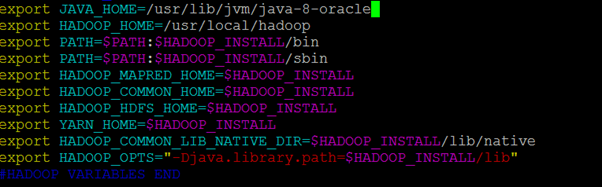 export JAVA_HOME=/usr/lib/jvm/java-8-oracle
export HADOOP_HOME=/usr/local/hadoop
export PATH=$PATH:$HADOOP_INSTALL/bin
export PATH=$PATH:$HADOOP_INSTALL/sbin
export HADOOP_MAPRED_HOME=$HADOOP_INSTALL
export HADOOP_COMMON_HOME=$HADOOP_INSTALL
export HADOOP_HDFS_HOME=$HADOOP_INSTALL
export YARN_HOME=$HADOOP_INSTALL
export HADOOP_COMMON_LIB_NATIVE_DIR=$HADOOP_INSTALL/lib/native
export HADOOP_OPTS="-Djava.library.path=$HADOOP_INSTALL/lib"
#HADOOP VARIABLES END